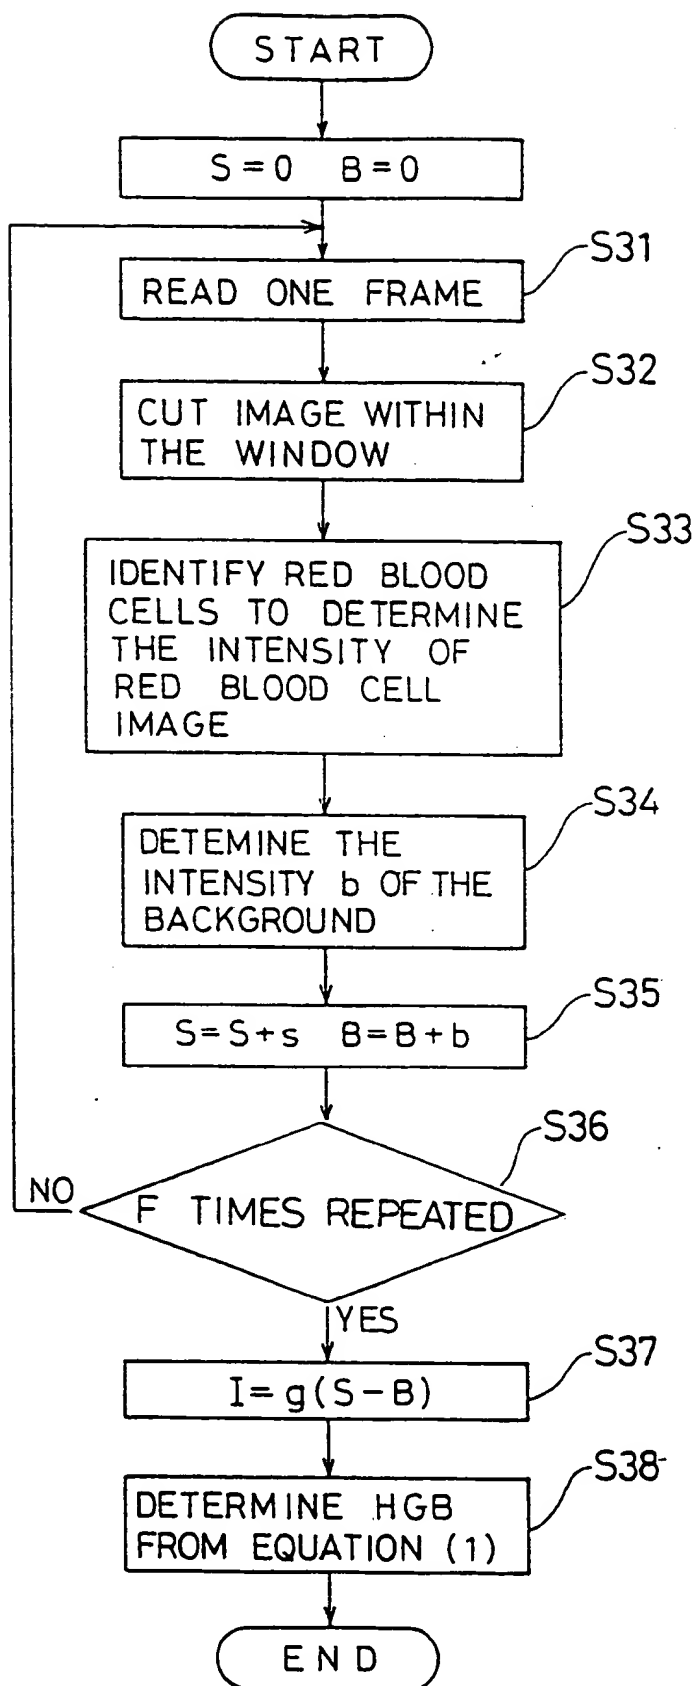 START
S=0 B=0
S31
READ ONE FRAME
S32
CUT IMAGE WITHIN
THE WINDOW
S33
IDENTIFY RED BLOOD
CELLS TO DETERMINE
THE INTENSITY OF
RED BLOOD CELL
IMAGE
S34
DETEMINE THE
INTENSITY b OF THE
BACKGROUND
S35
S=S+s B=B+b
S36
NO
F TIMES REPEATED
YES
S37
I=g(S-B)
S38
DETERMINE HGB
FROM EQUATION (1)
END